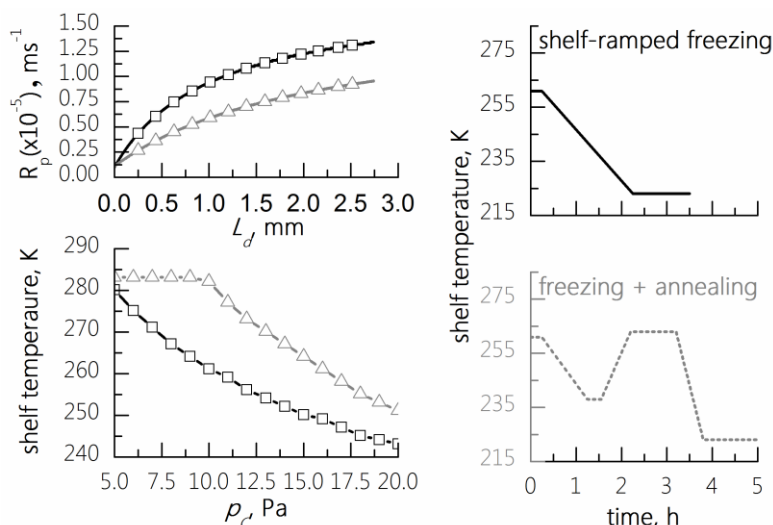 R_p(x10^-5), ms^-1
1.50
1.25
1.00
0.75
0.50
0.25
0.00
0.0 0.5 1.0 1.5 2.0 2.5 3.0
L_d, mm
shelf temperaure, K
290
280
270
260
250
240
5.0 7.5 10.0 12.5 15.0 17.5 20.0
p_c, Pa
shelf temperature, K
shelf-ramped freezing
275
255
235
215
freezing + annealing
275
255
235
215
0 1 2 3 4 5
time, h